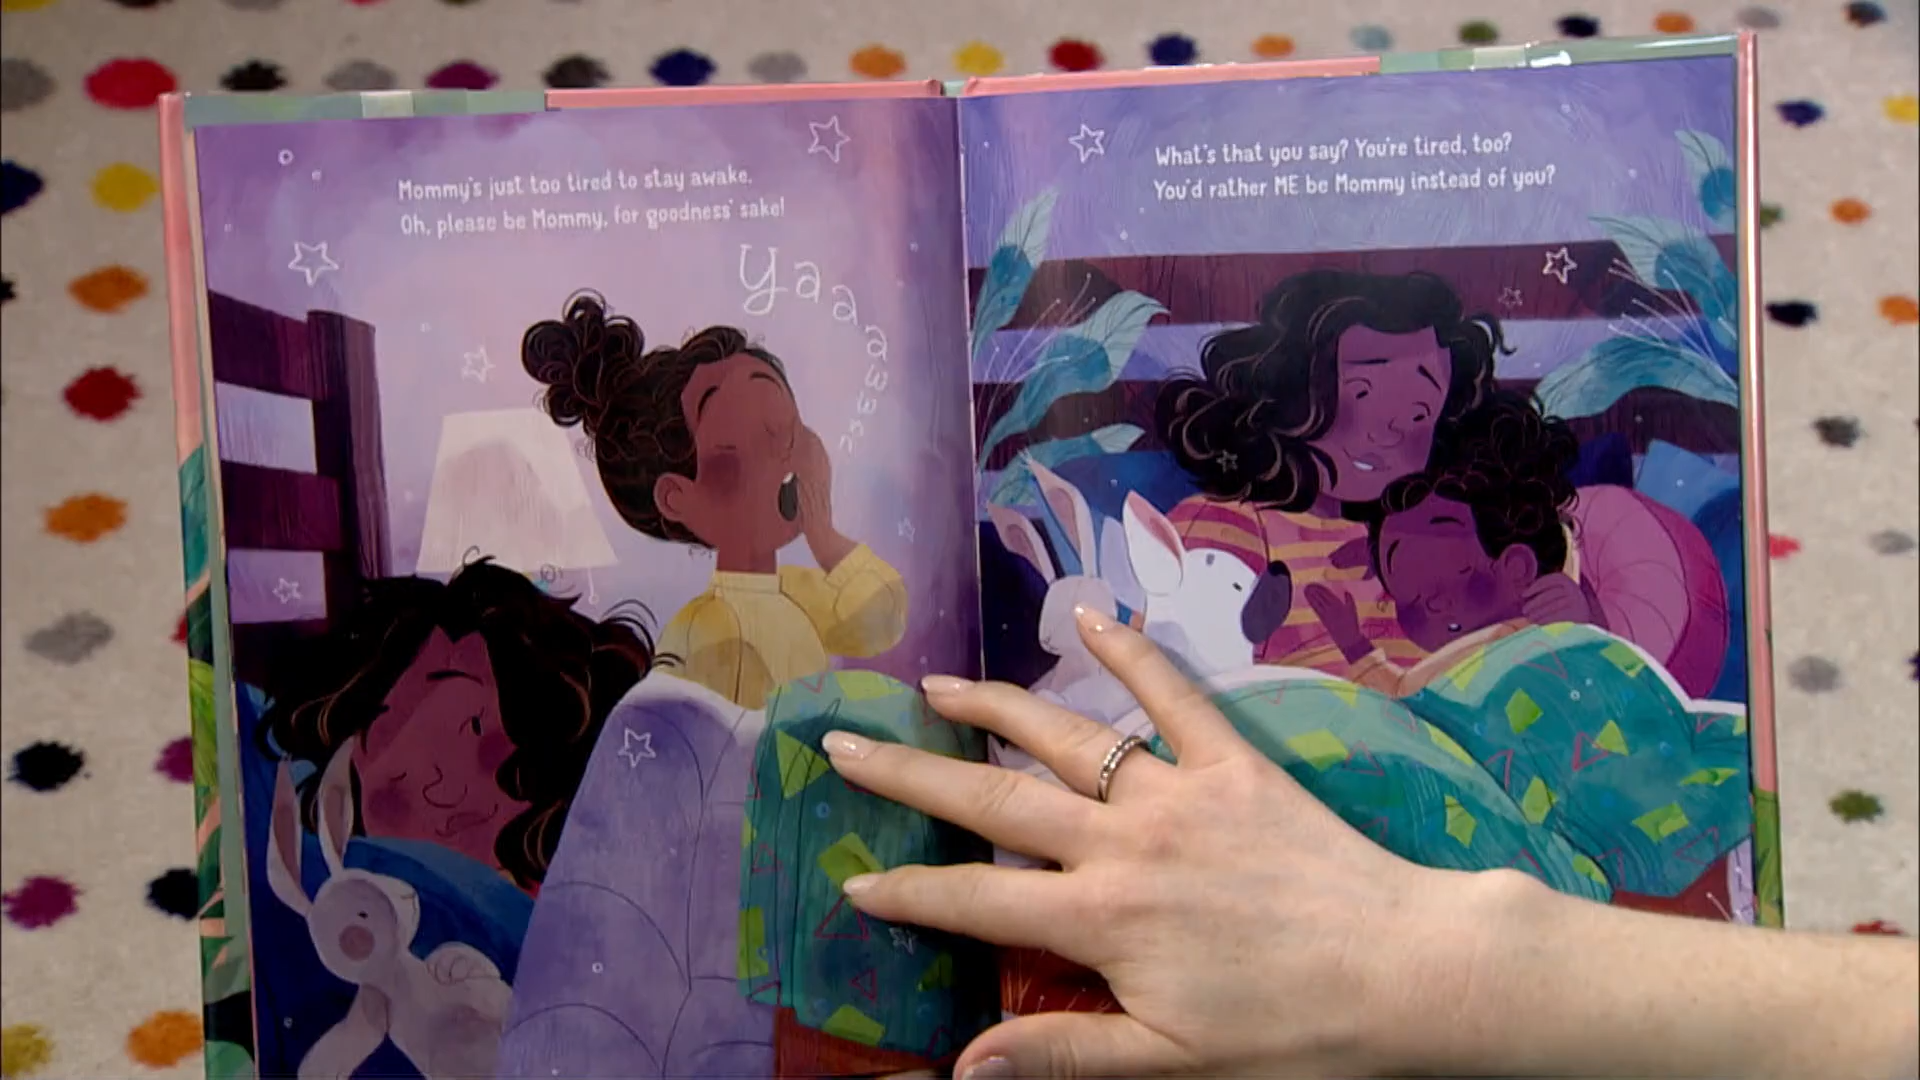 Mommy's just too tired to stay awake.
Oh, please be Mommy, for goodness' sake!
Yaaawwnn
What's that you say? You're tired, too?
You'd rather ME be Mommy instead of you?